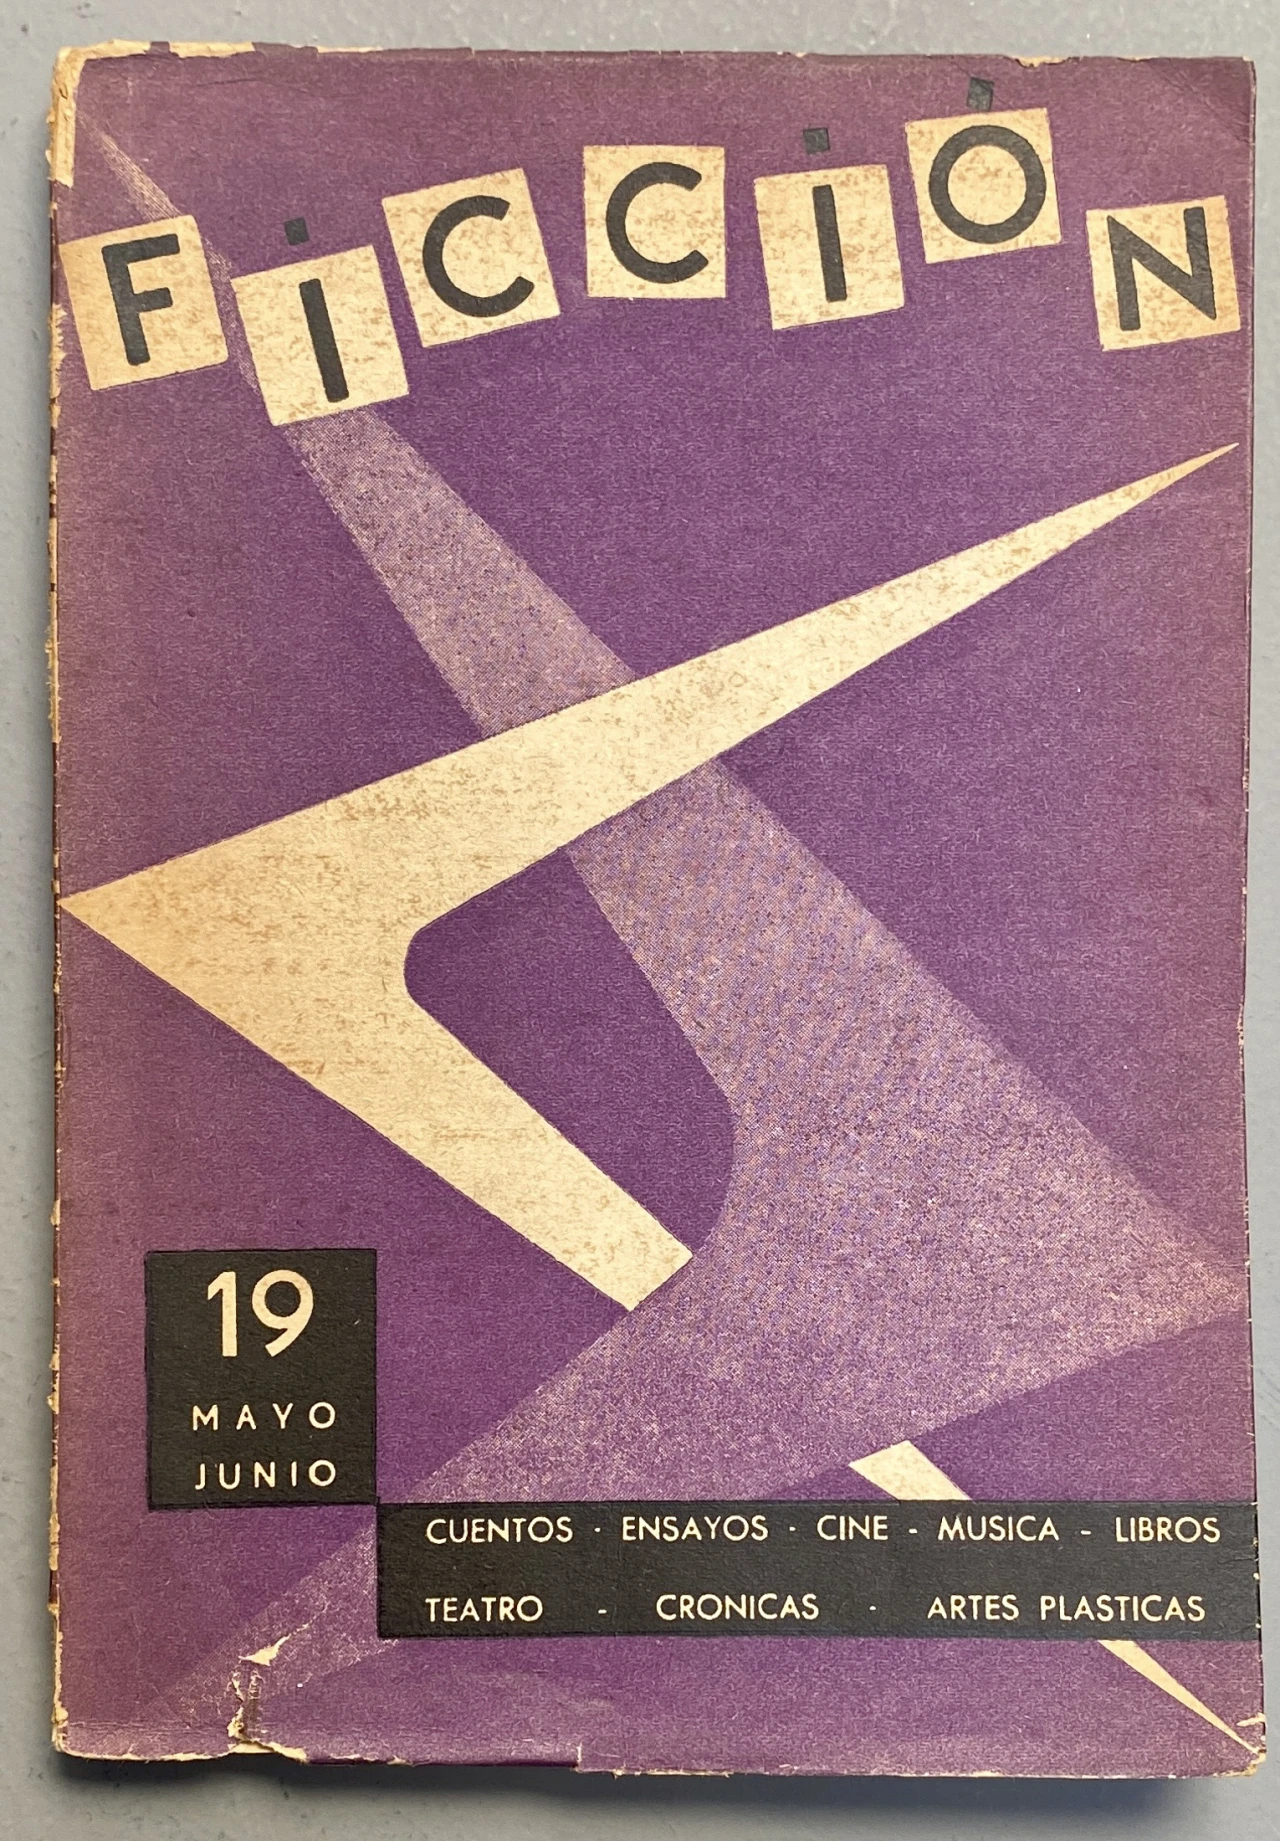 FICCIÓN
19
MAYO
JUNIO
CUENTOS · ENSAYOS · CINE - MUSICA - LIBROS
TEATRO - CRONICAS · ARTES PLASTICAS